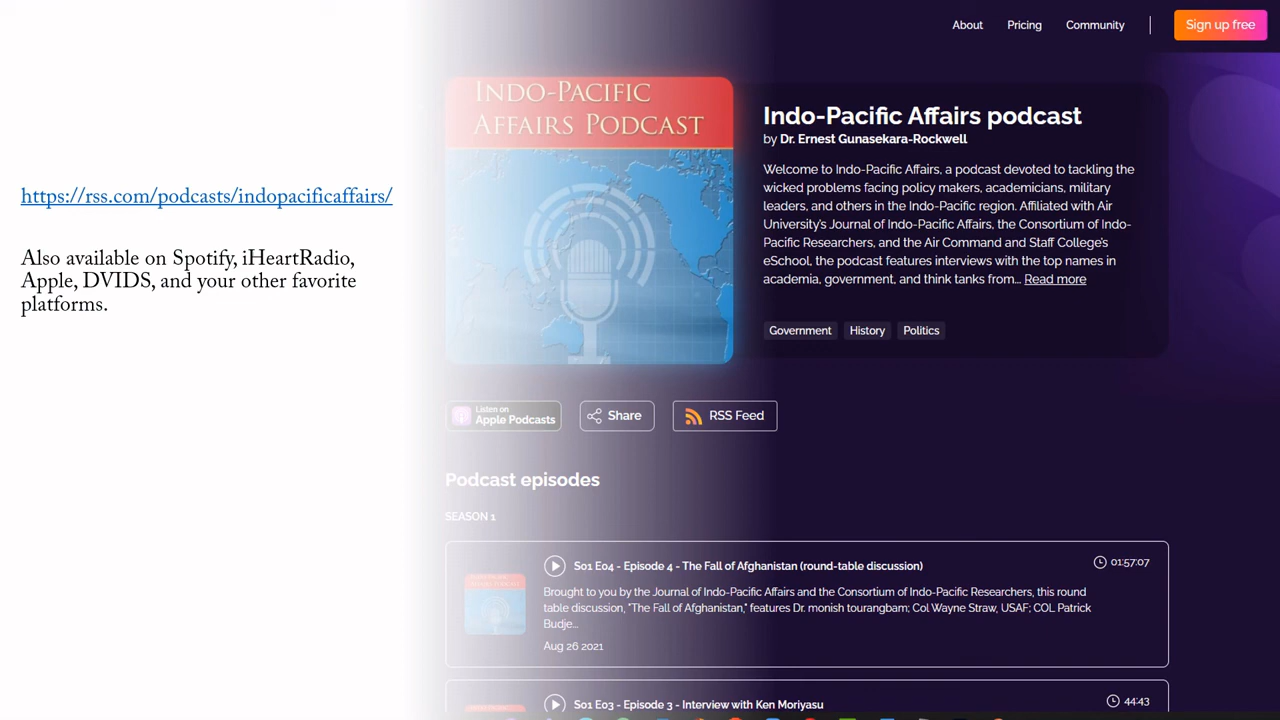 https://rss.com/podcasts/indopacificaffairs/
Also available on Spotify, iHeartRadio,
Apple, DVIDS, and your other favorite
platforms.
About Pricing Community Sign up free
INDO-PACIFIC
AFFAIRS PODCAST
Indo-Pacific Affairs podcast
by Dr. Ernest Gunasekara-Rockwell
Welcome to Indo-Pacific Affairs, a podcast devoted to tackling the
wicked problems facing policy makers, academicians, military
leaders, and others in the Indo-Pacific region. Affiliated with Air
University's Journal of Indo-Pacific Affairs, the Consortium of Indo-
Pacific Researchers, and the Air Command and Staff College's
eSchool, the podcast features interviews with the top names in
academia, government, and think tanks from... Read more
Government History Politics
Listen on
Apple Podcasts
Share
RSS Feed
Podcast episodes
SEASON 1
S01 E04 - Episode 4 - The Fall of Afghanistan (round-table discussion) 01:57:07
Brought to you by the Journal of Indo-Pacific Affairs and the Consortium of Indo-Pacific Researchers, this round
table discussion, "The Fall of Afghanistan," features Dr. monish tourangbam; Col Wayne Straw, USAF; COL Patrick
Budje...
Aug 26 2021
S01 E03 - Episode 3 - Interview with Ken Moriyasu 44:43